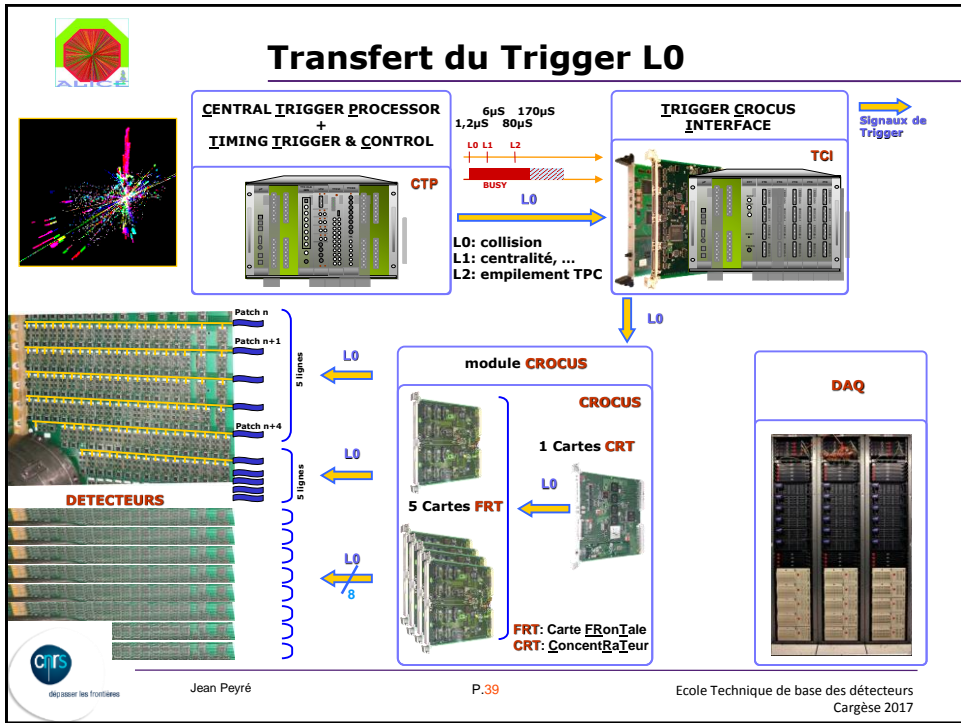 Transfert du Trigger L0
ALICE
CENTRAL TRIGGER PROCESSOR
+
TIMING TRIGGER & CONTROL
CTP
6µS 170µS
1,2µS 80µS
L0 L1 L2
BUSY
L0
L0: collision
L1: centralité, ...
L2: empilement TPC
TRIGGER CROCUS
INTERFACE
TCI
Signaux de
Trigger
L0
Patch n
Patch n+1
Patch n+4
5 lignes
L0
5 lignes
L0
DETECTEURS
L0
8
module CROCUS
CROCUS
1 Cartes CRT
L0
5 Cartes FRT
FRT: Carte FRonTale
CRT: ConcentRaTeur
DAQ
cnrs
dépasser les frontières
Jean Peyré
P.39
Ecole Technique de base des détecteurs
Cargèse 2017